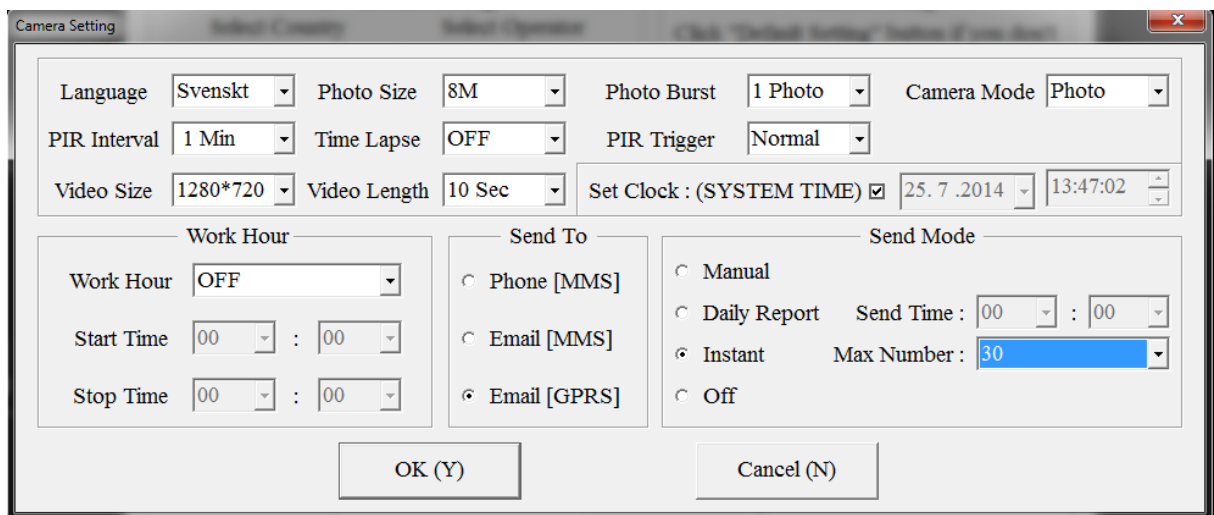 Select Country Select Operator Click "Default Setting" button if you don't
Camera Setting x
Language Svenskt Photo Size 8M Photo Burst 1 Photo Camera Mode Photo
PIR Interval 1 Min Time Lapse OFF PIR Trigger Normal
Video Size 1280*720 Video Length 10 Sec Set Clock : (SYSTEM TIME) 25. 7 .2014 13:47:02
Work Hour
Work Hour OFF
Start Time 00 : 00
Stop Time 00 : 00
Send To
Phone [MMS]
Email [MMS]
Email [GPRS]
Send Mode
Manual
Daily Report Send Time : 00 : 00
Instant Max Number : 30
Off
OK (Y) Cancel (N)